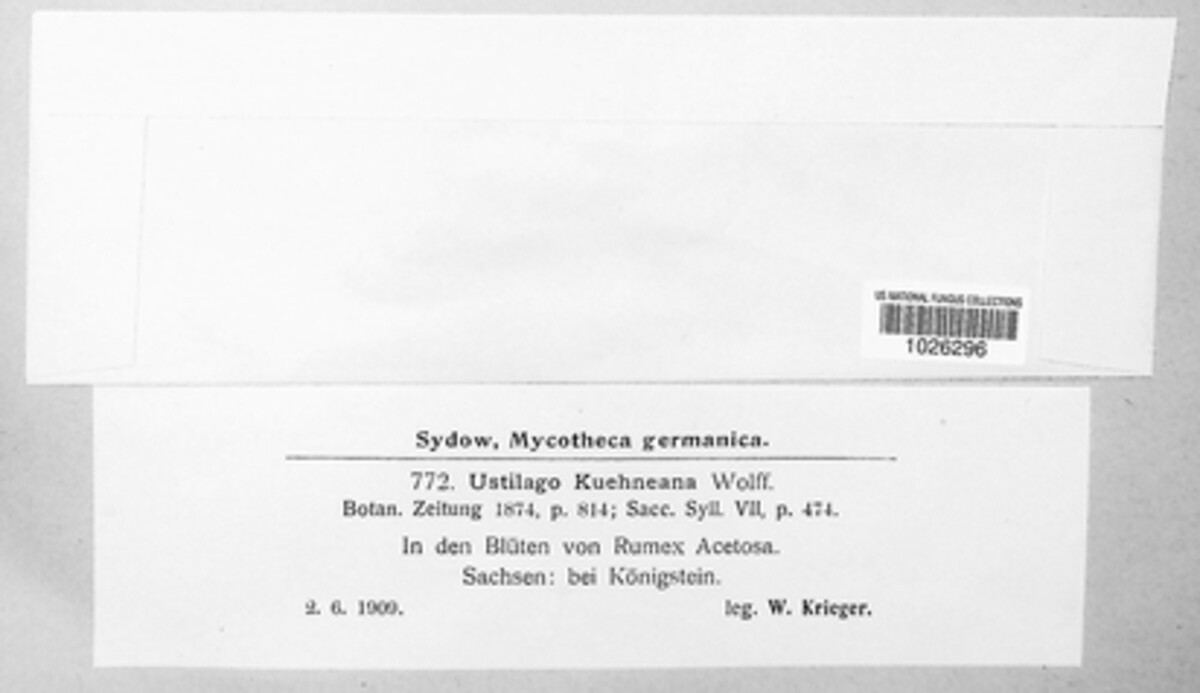 US NATIONAL FUNGUS COLLECTIONS
1026296
Sydow, Mycotheca germanica.
772. Ustilago Kuehneana Wolff.
Botan. Zeitung 1874, p. 814; Sacc. Syll. VII, p. 474.
In den Blüten von Rumex Acetosa.
Sachsen: bei Königstein.
2. 6. 1909. leg. W. Krieger.